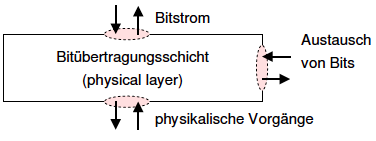 Bitstrom
Bitübertragungsschicht
(physical layer)
Austausch
von Bits
physikalische Vorgänge